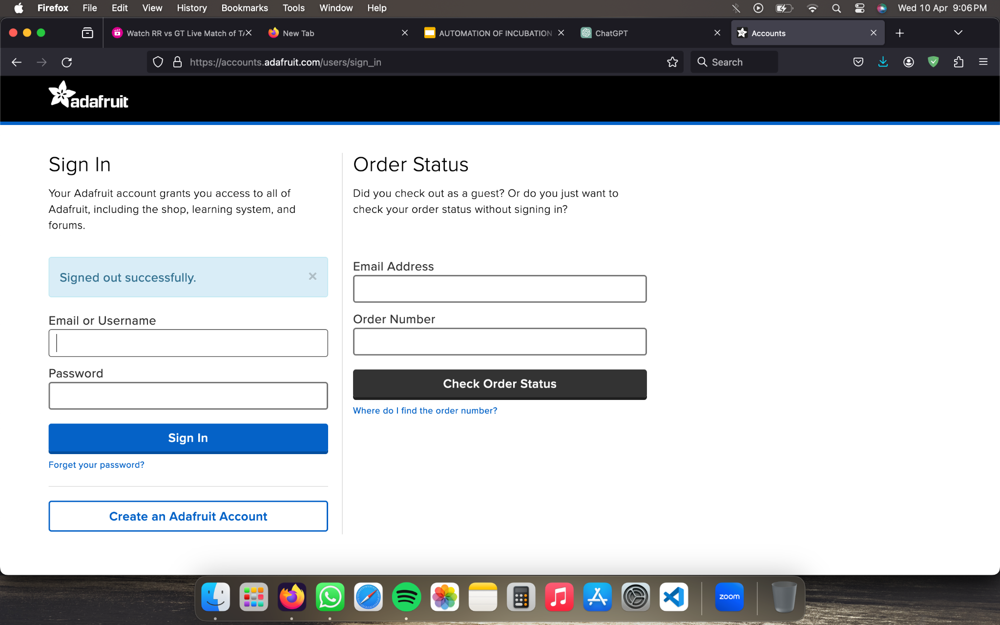 Firefox File Edit View History Bookmarks Tools Window Help Wed 10 Apr 9:06 PM
Watch RR vs GT Live Match of TA New Tab AUTOMATION OF INCUBATION ChatGPT Accounts
https://accounts.adafruit.com/users/sign_in Search
adafruit
Sign In
Your Adafruit account grants you access to all of
Adafruit, including the shop, learning system, and
forums.
Signed out successfully.
Email or Username
Password
Sign In
Forget your password?
Create an Adafruit Account
Order Status
Did you check out as a guest? Or do you just want to
check your order status without signing in?
Email Address
Order Number
Check Order Status
Where do I find the order number?
zoom